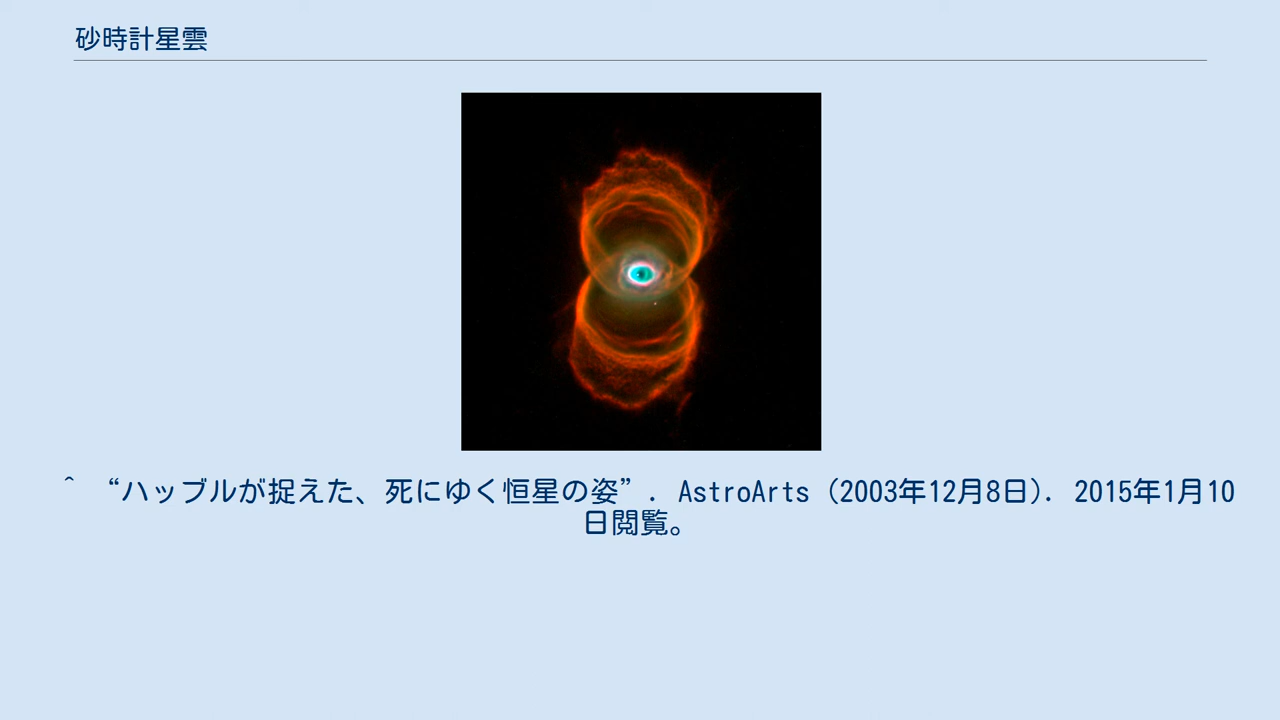 砂時計星雲
^ “ハッブルが捉えた、死にゆく恒星の姿”. AstroArts (2003年12月8日). 2015年1月10
日閲覧。